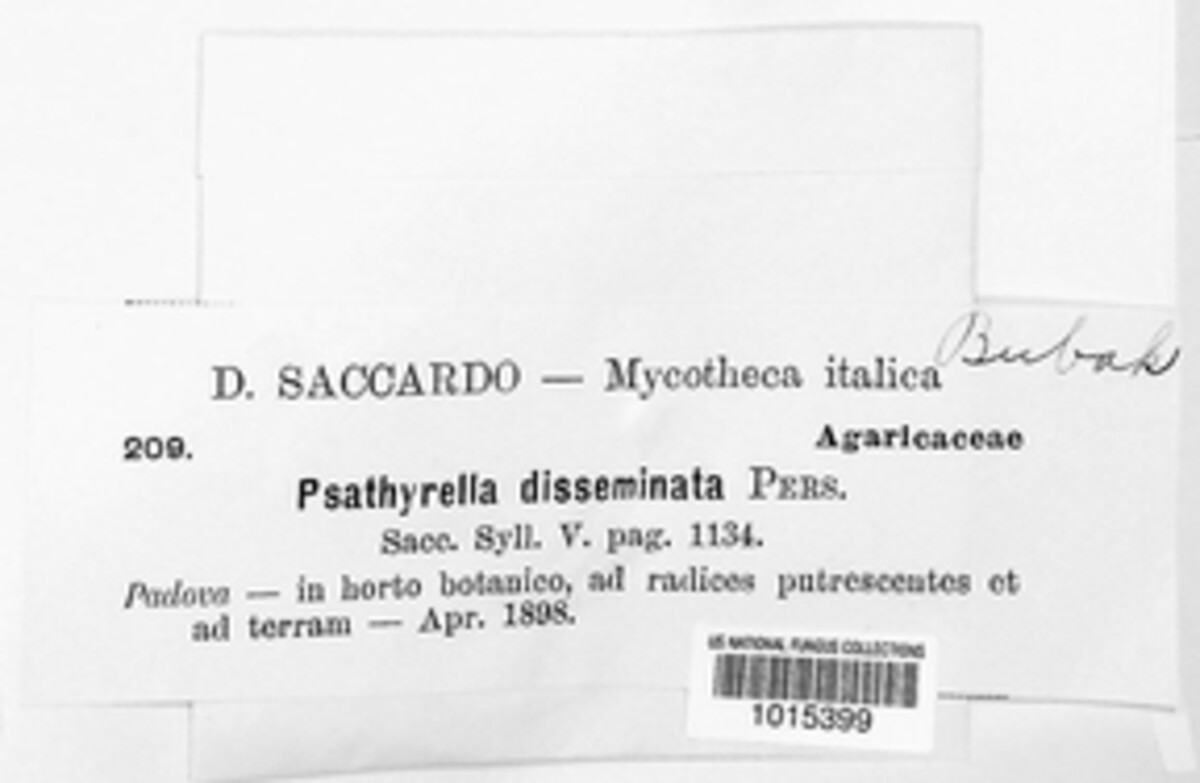 Bubak
D. SACCARDO — Mycotheca italica
209.
Agaricaceae
Psathyrella disseminata PERS.
Sacc. Syll. V. pag. 1134.
Padova — in horto botanico, ad radices putrescentes et
ad terram — Apr. 1898.
US NATIONAL FUNGUS COLLECTIONS
1015399